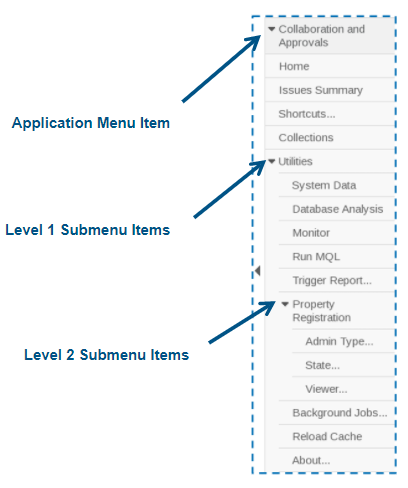 Collaboration and
Approvals
Home
Issues Summary
Shortcuts...
Application Menu Item
Collections
Utilities
System Data
Database Analysis
Level 1 Submenu Items
Monitor
Run MQL
Trigger Report...
Property
Registration
Admin Type...
Level 2 Submenu Items
State...
Viewer...
Background Jobs...
Reload Cache
About...